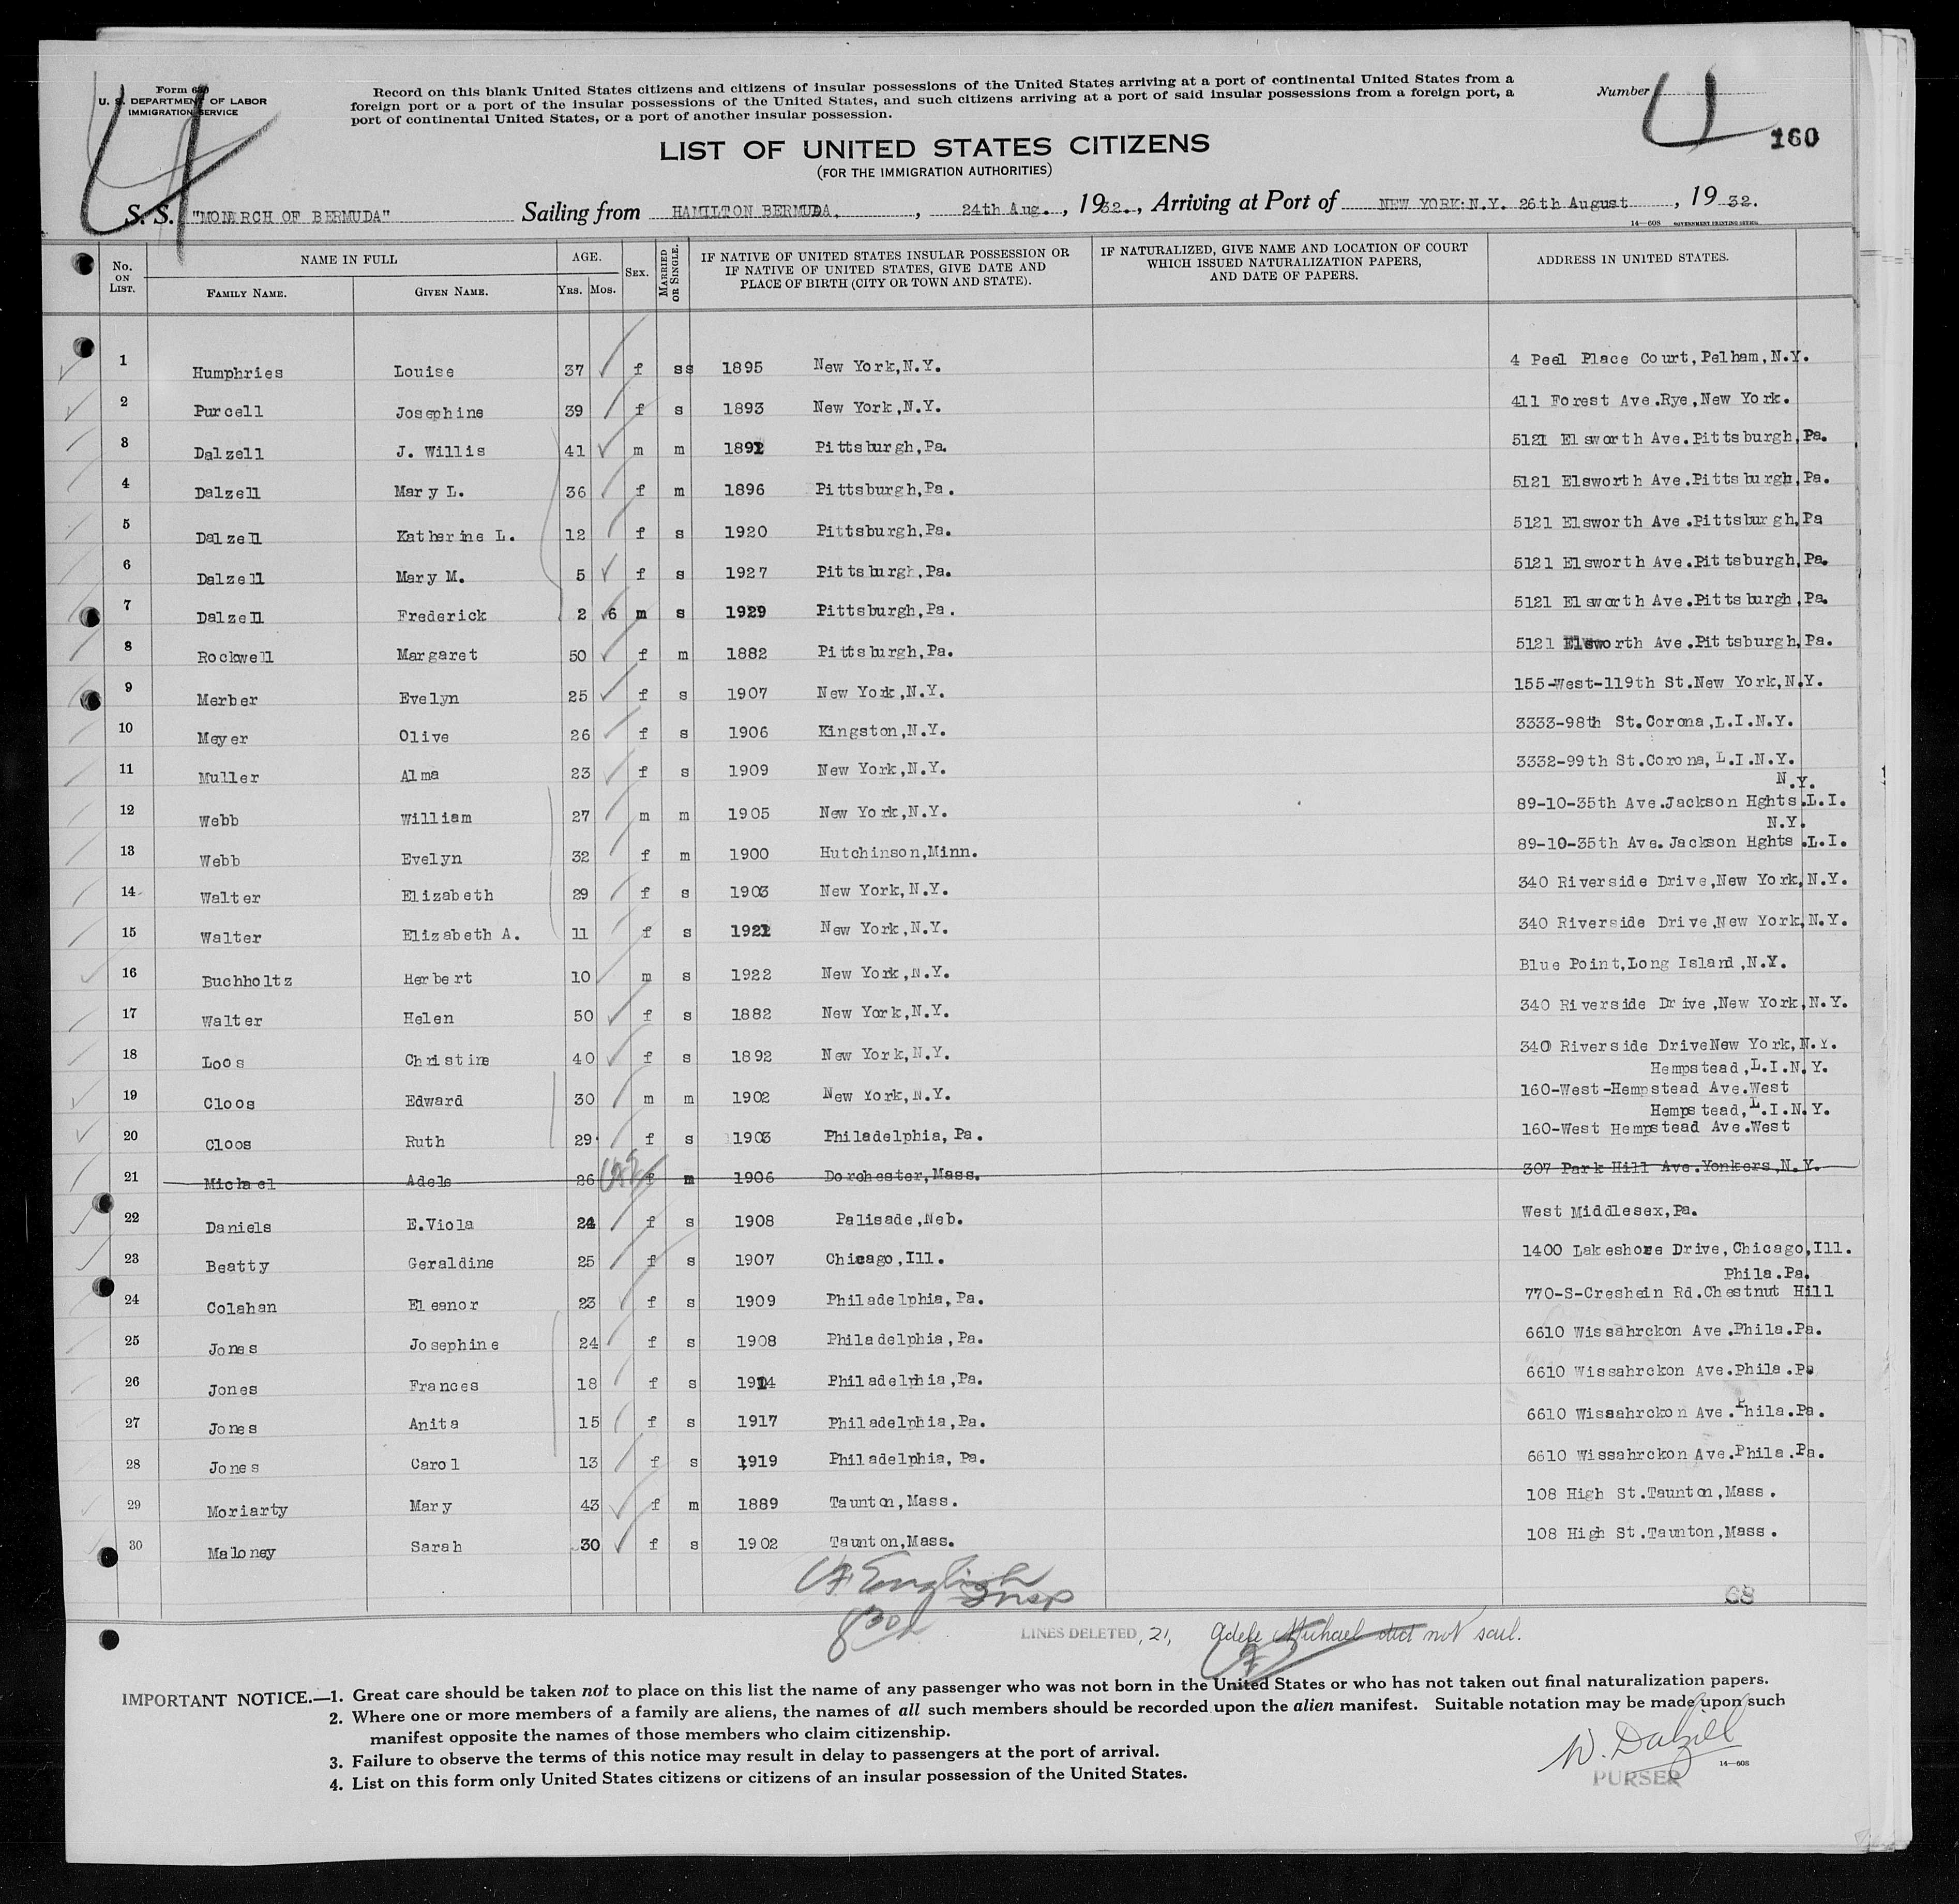 Form 630
U. S. DEPARTMENT OF LABOR
IMMIGRATION SERVICE
Record on this blank United States citizens and citizens of insular possessions of the United States arriving at a port of continental United States from a
foreign port or a port of the insular possessions of the United States, and such citizens arriving at a port of said insular possessions from a foreign port, a
port of continental United States, or a port of another insular possession.
Number 4
160
4
LIST OF UNITED STATES CITIZENS
(FOR THE IMMIGRATION AUTHORITIES)
S. S. "MONARCH OF BERMUDA" Sailing from HAMILTON BERMUDA. , 24th Aug. , 1932. , Arriving at Port of NEW YORK:N.Y. 26th August , 1932.
14—608 GOVERNMENT PRINTING OFFICE
No. ON LIST. NAME IN FULL FAMILY NAME. GIVEN NAME. AGE. YRS. MOS. SEX. MARRIED OR SINGLE. IF NATIVE OF UNITED STATES INSULAR POSSESSION OR IF NATIVE OF UNITED STATES, GIVE DATE AND PLACE OF BIRTH (CITY OR TOWN AND STATE). IF NATURALIZED, GIVE NAME AND LOCATION OF COURT WHICH ISSUED NATURALIZATION PAPERS, AND DATE OF PAPERS. ADDRESS IN UNITED STATES.
1 Humphries Louise 37 f ss 1895 New York,N.Y. 4 Peel Place Court,Pelham,N.Y.
2 Purcell Josephine 39 f s 1893 New York,N.Y. 411 Forest Ave.Rye,New York.
3 Dalzell J. Willis 41 m m 1891 Pittsburgh,Pa. 5121 Elsworth Ave.Pittsburgh,Pa.
4 Dalzell Mary L. 36 f m 1896 Pittsburgh,Pa. 5121 Elsworth Ave.Pittsburgh,Pa.
5 Dalzell Katherine L. 12 f s 1920 Pittsburgh,Pa. 5121 Elsworth Ave.Pittsburgh,Pa
6 Dalzell Mary M. 5 f s 1927 Pittsburgh,Pa. 5121 Elsworth Ave.Pittsburgh,Pa.
7 Dalzell Frederick 2 6 m s 1929 Pittsburgh,Pa. 5121 Elsworth Ave.Pittsburgh,Pa.
8 Rockwell Margaret 50 f m 1882 Pittsburgh,Pa. 5121 Elsworth Ave.Pittsburgh,Pa.
9 Merber Evelyn 25 f s 1907 New York,N.Y. 155-West-119th St.New York,N.Y.
10 Meyer Olive 26 f s 1906 Kingston,N.Y. 3333-98th St.Corona,L.I.N.Y.
11 Muller Alma 23 f s 1909 New York,N.Y. 3332-99th St.Corona,L.I.N.Y.
N.Y.
12 Webb William 27 m m 1905 New York,N.Y. 89-10-35th Ave.Jackson Hghts.L.I.
N.Y.
13 Webb Evelyn 32 f m 1900 Hutchinson,Minn. 89-10-35th Ave.Jackson Hghts.L.I.
14 Walter Elizabeth 29 f s 1903 New York,N.Y. 340 Riverside Drive,New York,N.Y.
15 Walter Elizabeth A. 11 f s 1921 New York,N.Y. 340 Riverside Drive,New York,N.Y.
16 Buchholtz Herbert 10 m s 1922 New York,N.Y. Blue Point,Long Island,N.Y.
17 Walter Helen 50 f s 1882 New York,N.Y. 340 Riverside Drive,New York,N.Y.
18 Loos Christine 40 f s 1892 New York,N.Y. 340 Riverside DriveNew York,N.Y.
Hempstead,L.I.N.Y.
19 Cloos Edward 30 m m 1902 New York,N.Y. 160-West-Hempstead Ave.West
Hempstead,L.I.N.Y.
20 Cloos Ruth 29 f s 1903 Philadelphia,Pa. 160-West Hempstead Ave.West
21 Michael Adele 26 f m 1906 Dorchester,Mass. 307 Park Hill Ave.Yonkers,N.Y.
22 Daniels E.Viola 24 f s 1908 Palisade,Neb. West Middlesex,Pa.
23 Beatty Geraldine 25 f s 1907 Chicago,Ill. 1400 Lakeshore Drive,Chicago,Ill.
Phila.Pa.
24 Colahan Eleanor 23 f s 1909 Philadelphia,Pa. 770-S-Creshein Rd.Chestnut Hill
25 Jones Josephine 24 f s 1908 Philadelphia,Pa. 6610 Wissahrckon Ave.Phila.Pa.
26 Jones Frances 18 f s 1914 Philadelphia,Pa. 6610 Wissahrckon Ave.Phila.Pa
27 Jones Anita 15 f s 1917 Philadelphia,Pa. 6610 Wissahrckon Ave.Phila.Pa.
28 Jones Carol 13 f s 1919 Philadelphia,Pa. 6610 Wissahrckon Ave.Phila.Pa.
29 Moriarty Mary 43 f m 1889 Taunton,Mass. 108 High St.Taunton,Mass.
30 Maloney Sarah 30 f s 1902 Taunton,Mass. 108 High St.Taunton,Mass.
English
Insp
68
LINES DELETED, 21, Adele Michael did not sail.
IMPORTANT NOTICE.—1. Great care should be taken not to place on this list the name of any passenger who was not born in the United States or who has not taken out final naturalization papers.
2. Where one or more members of a family are aliens, the names of all such members should be recorded upon the alien manifest. Suitable notation may be made upon such
manifest opposite the names of those members who claim citizenship.
3. Failure to observe the terms of this notice may result in delay to passengers at the port of arrival.
4. List on this form only United States citizens or citizens of an insular possession of the United States.
W. Dalziel
PURSER
14—608